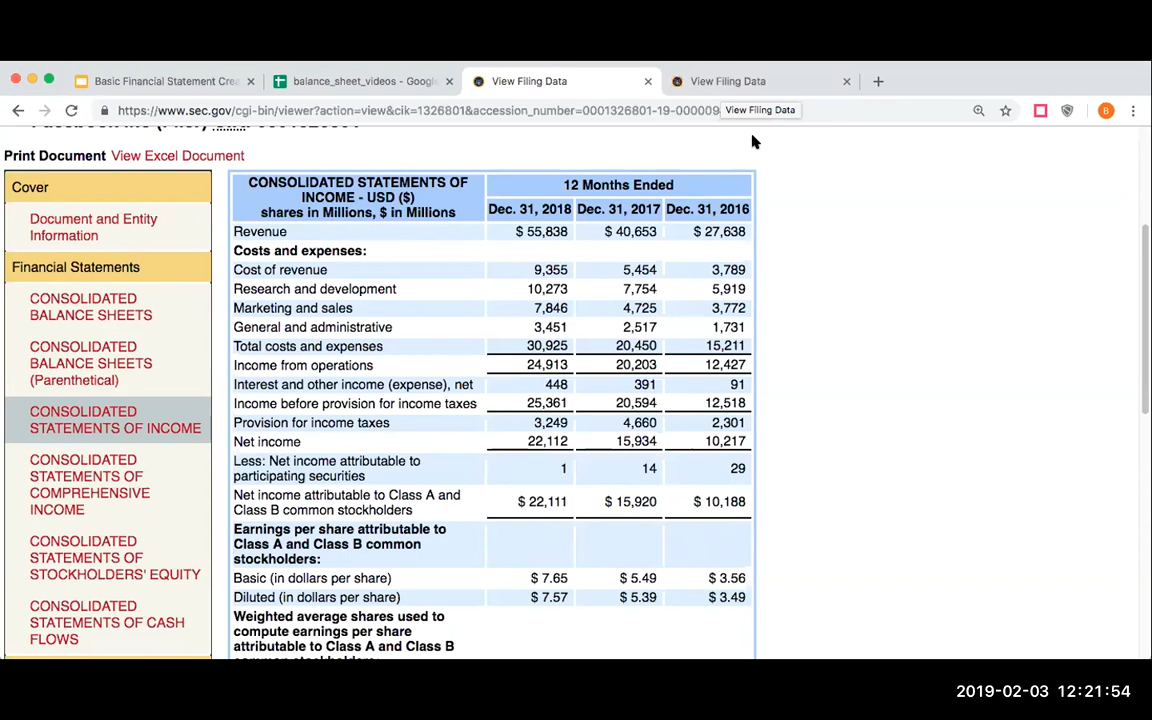 Basic Financial Statement Crea
balance_sheet_videos - Googl
View Filing Data
View Filing Data
https://www.sec.gov/cgi-bin/viewer?action=view&cik=1326801&accession_number=0001326801-19-000009
View Filing Data
B
Print Document View Excel Document
Cover
Document and Entity
Information
Financial Statements
CONSOLIDATED
BALANCE SHEETS
CONSOLIDATED
BALANCE SHEETS
(Parenthetical)
CONSOLIDATED
STATEMENTS OF INCOME
CONSOLIDATED
STATEMENTS OF
COMPREHENSIVE
INCOME
CONSOLIDATED
STATEMENTS OF
STOCKHOLDERS' EQUITY
CONSOLIDATED
STATEMENTS OF CASH
FLOWS
CONSOLIDATED STATEMENTS OF
INCOME - USD ($)
shares in Millions, $ in Millions
12 Months Ended
Dec. 31, 2018 Dec. 31, 2017 Dec. 31, 2016
Revenue $ 55,838 $ 40,653 $ 27,638
Costs and expenses:
Cost of revenue 9,355 5,454 3,789
Research and development 10,273 7,754 5,919
Marketing and sales 7,846 4,725 3,772
General and administrative 3,451 2,517 1,731
Total costs and expenses 30,925 20,450 15,211
Income from operations 24,913 20,203 12,427
Interest and other income (expense), net 448 391 91
Income before provision for income taxes 25,361 20,594 12,518
Provision for income taxes 3,249 4,660 2,301
Net income 22,112 15,934 10,217
Less: Net income attributable to
participating securities 1 14 29
Net income attributable to Class A and
Class B common stockholders $ 22,111 $ 15,920 $ 10,188
Earnings per share attributable to
Class A and Class B common
stockholders:
Basic (in dollars per share) $ 7.65 $ 5.49 $ 3.56
Diluted (in dollars per share) $ 7.57 $ 5.39 $ 3.49
Weighted average shares used to
compute earnings per share
attributable to Class A and Class B
2019-02-03 12:21:54